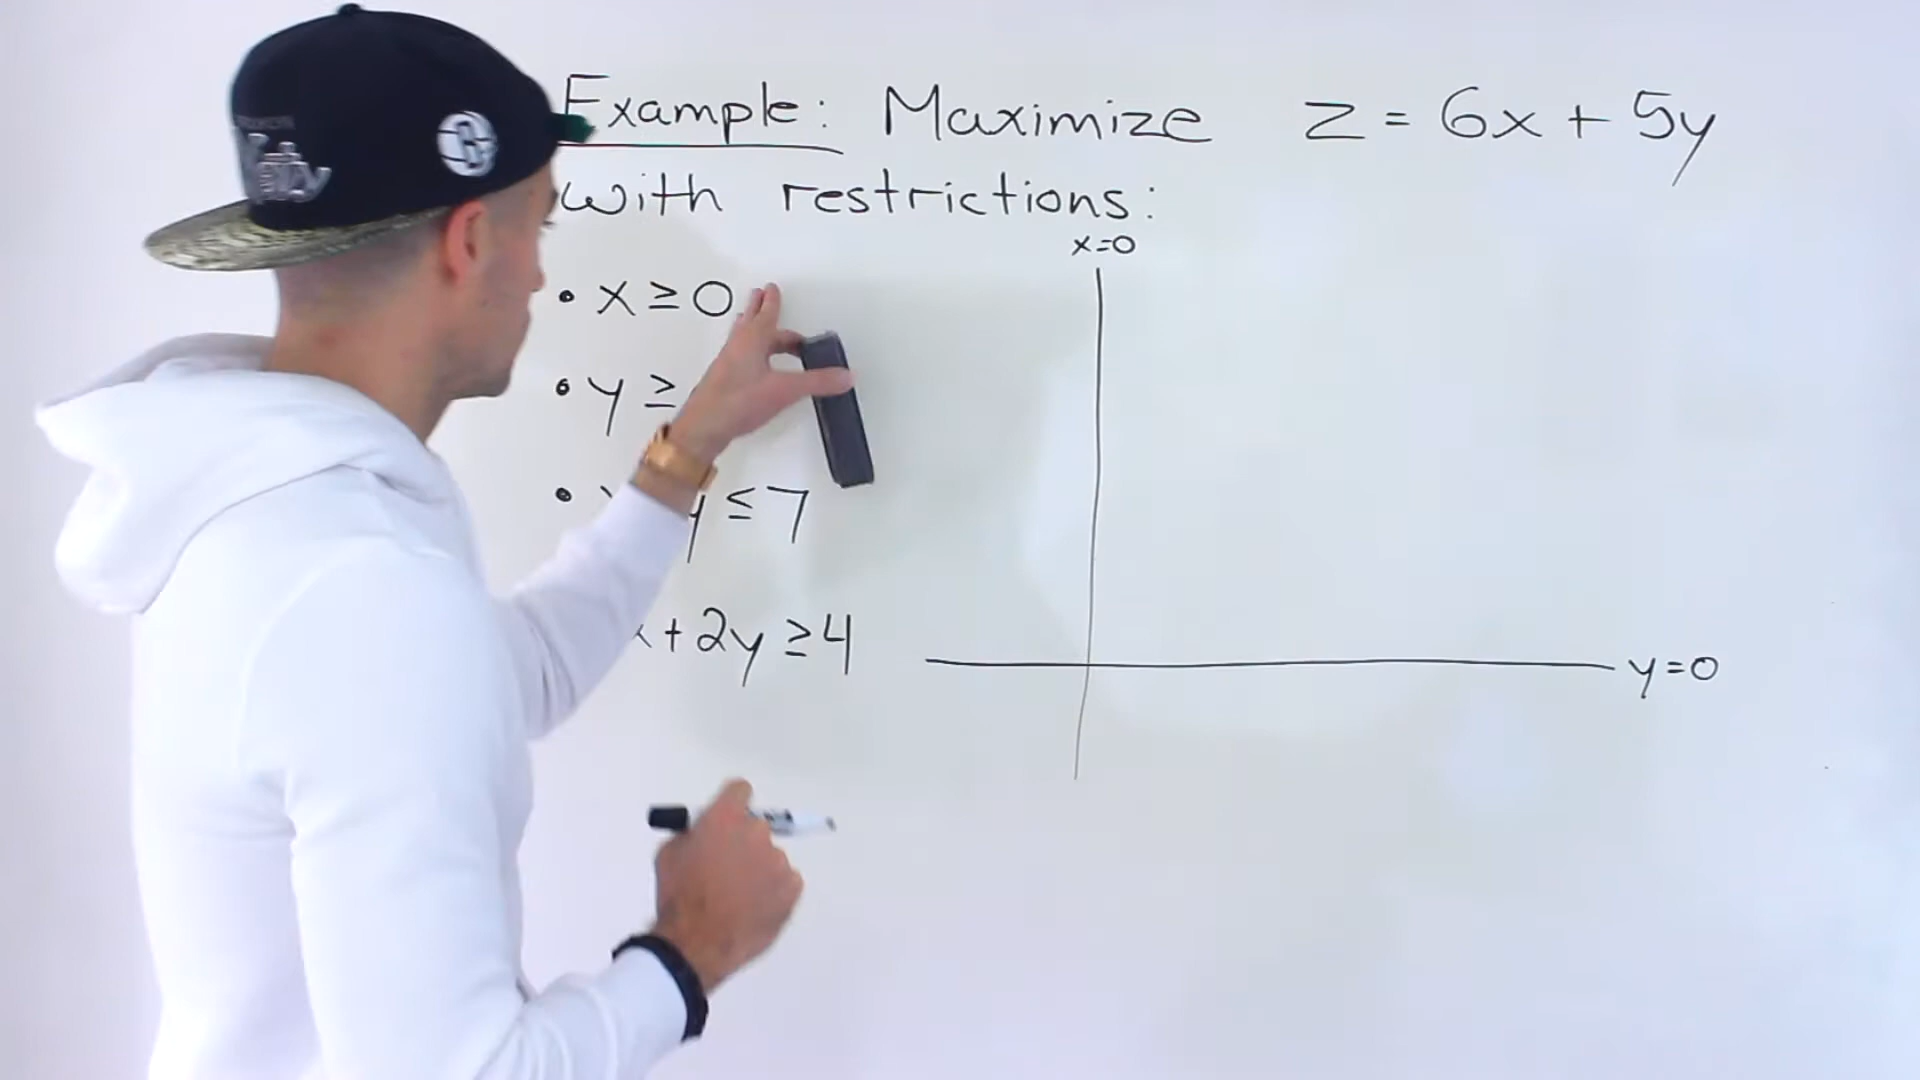 Example: Maximize z = 6x + 5y
with restrictions:
x=0
• x ≥ 0
• y ≥
• y ≤ 7
x + 2y ≥ 4
y=0